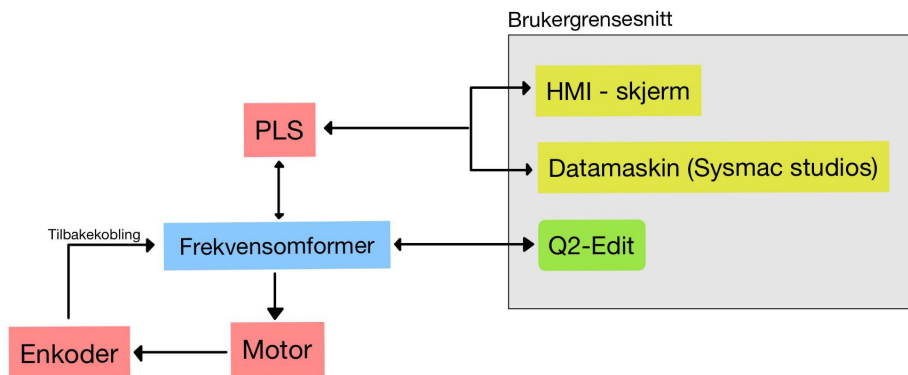 Brukergrensesnitt
HMI - skjerm
PLS
Datamaskin (Sysmac studios)
Tilbakekobling
Frekvensomformer
Q2-Edit
Enkoder
Motor